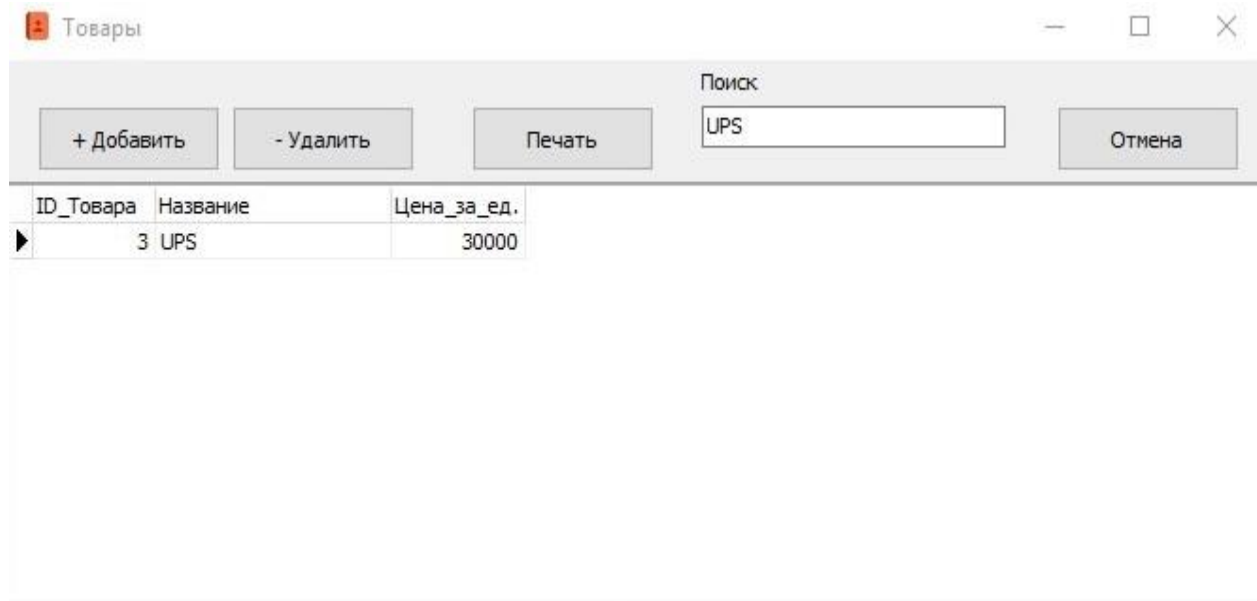 Товары
Поиск
+ Добавить - Удалить Печать UPS Отмена
ID_Товара Название Цена_за_ед.
3 UPS 30000